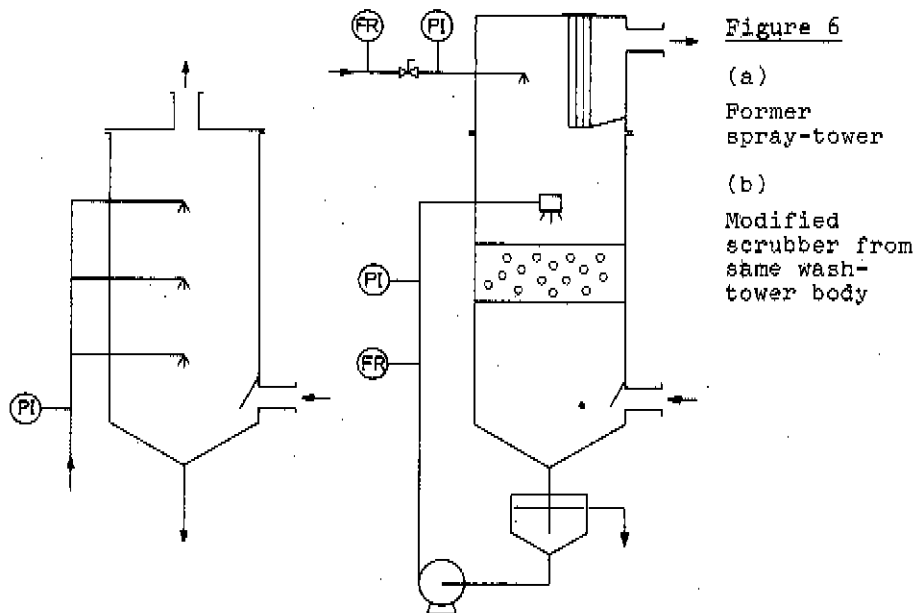 FR
PI
Figure 6
(a)
Former
spray-tower
(b)
Modified
scrubber from
same wash-
tower body
PI
FR
PI